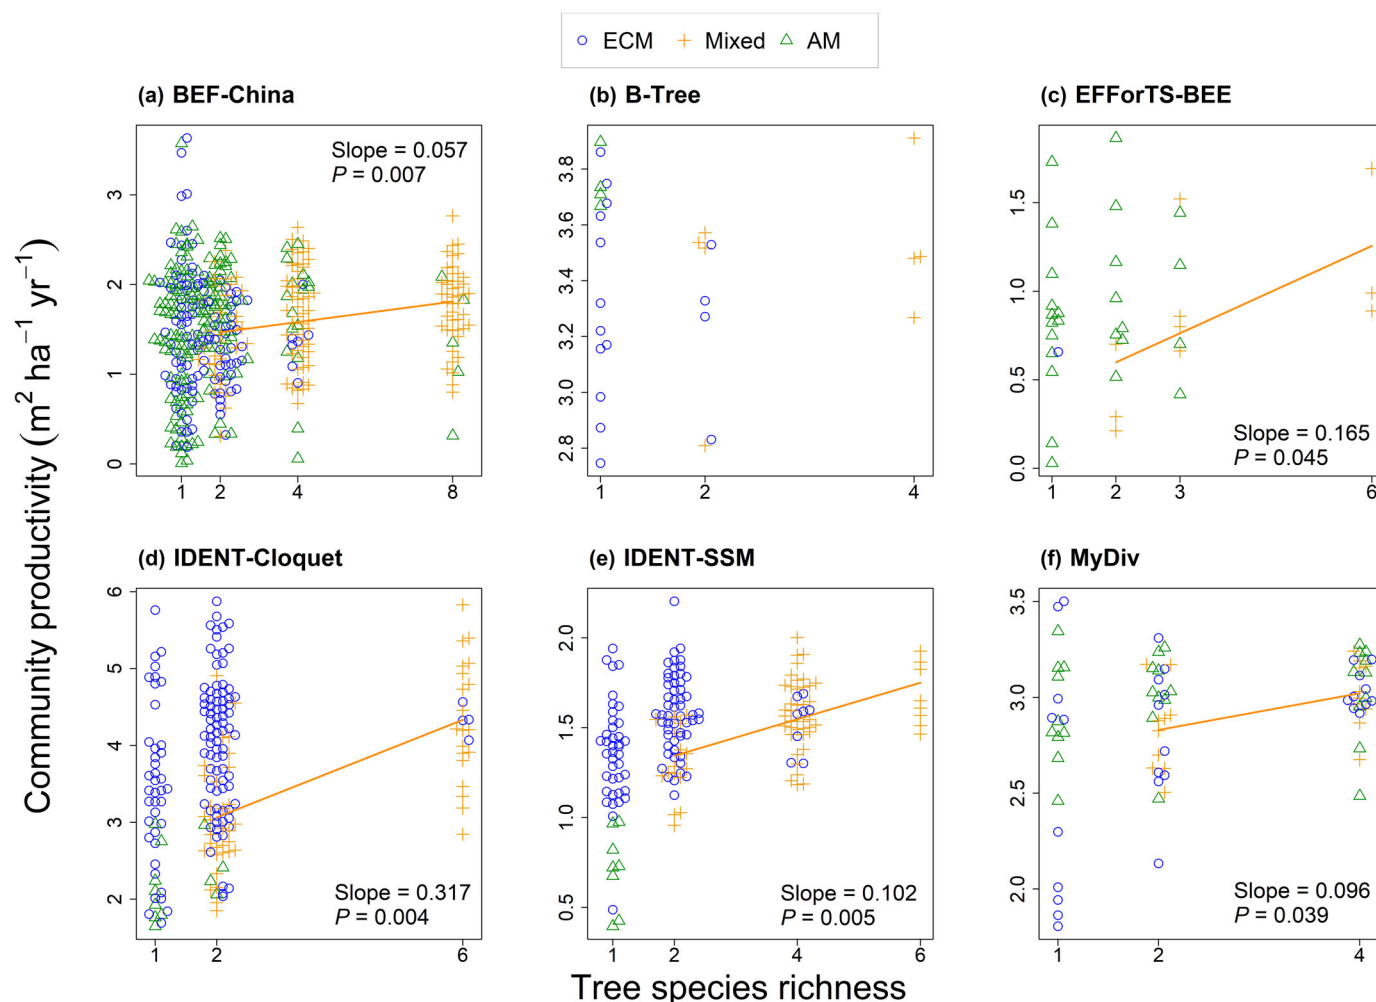 ECM Mixed AM
(a) BEF-China
Slope = 0.057
P = 0.007
0 1 2 3
1 2 4 8
(b) B-Tree
2.8 3.0 3.2 3.4 3.6 3.8
1 2 4
(c) EFForTS-BEE
0.0 0.5 1.0 1.5
Slope = 0.165
P = 0.045
1 2 3 6
Community productivity (m² ha⁻¹ yr⁻¹)
(d) IDENT-Cloquet
2 3 4 5 6
Slope = 0.317
P = 0.004
1 2 6
(e) IDENT-SSM
0.5 1.0 1.5 2.0
Slope = 0.102
P = 0.005
1 2 4 6
(f) MyDiv
2.0 2.5 3.0 3.5
Slope = 0.096
P = 0.039
1 2 4
Tree species richness